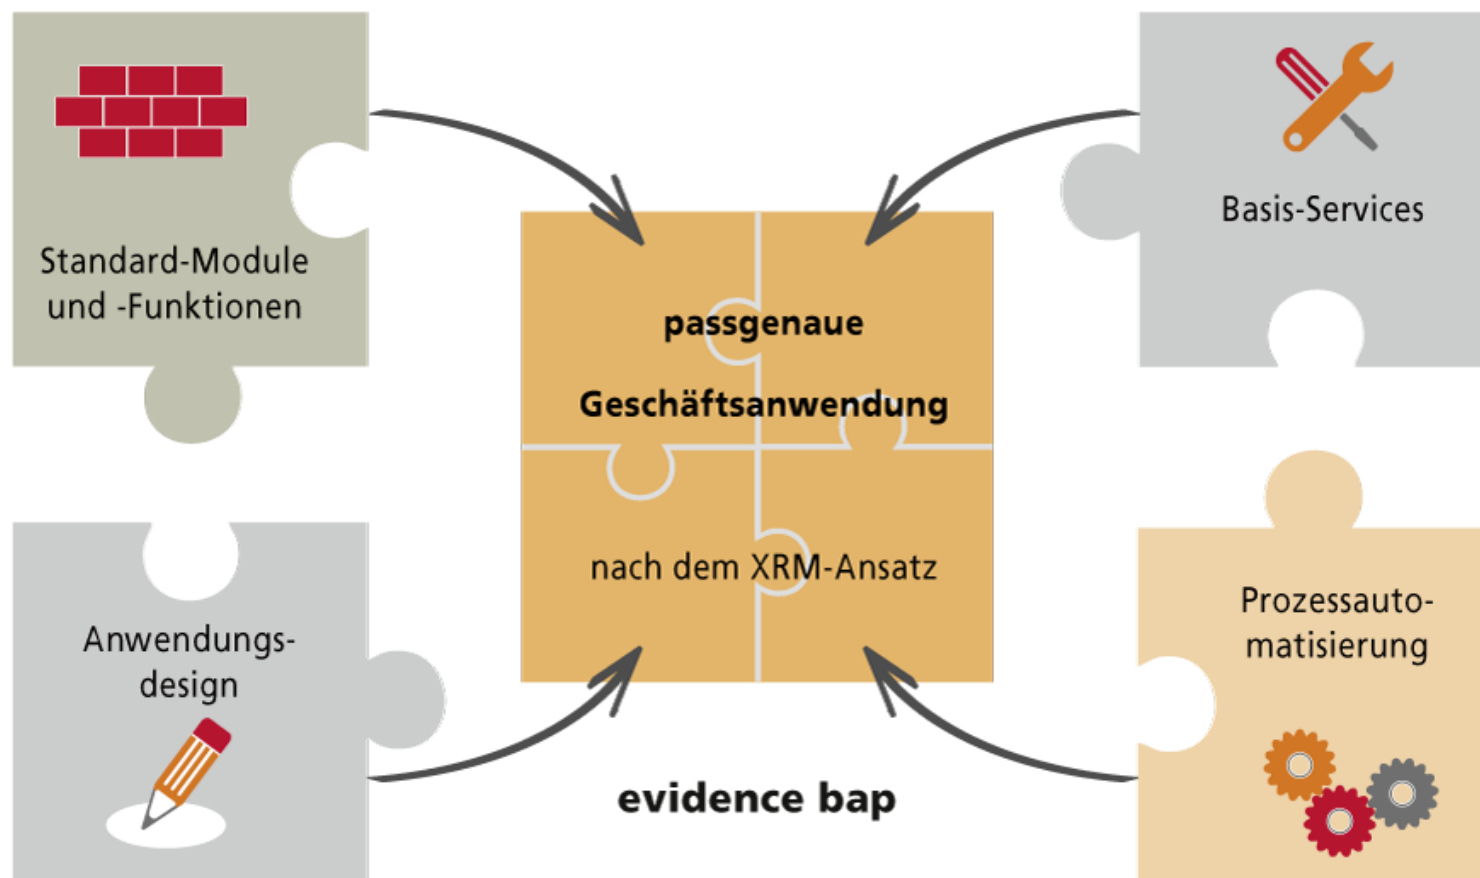 Standard-Module
und -Funktionen
Basis-Services
passgenaue
Geschäftsanwendung
nach dem XRM-Ansatz
Anwendungs-
design
Prozessauto-
matisierung
evidence bap